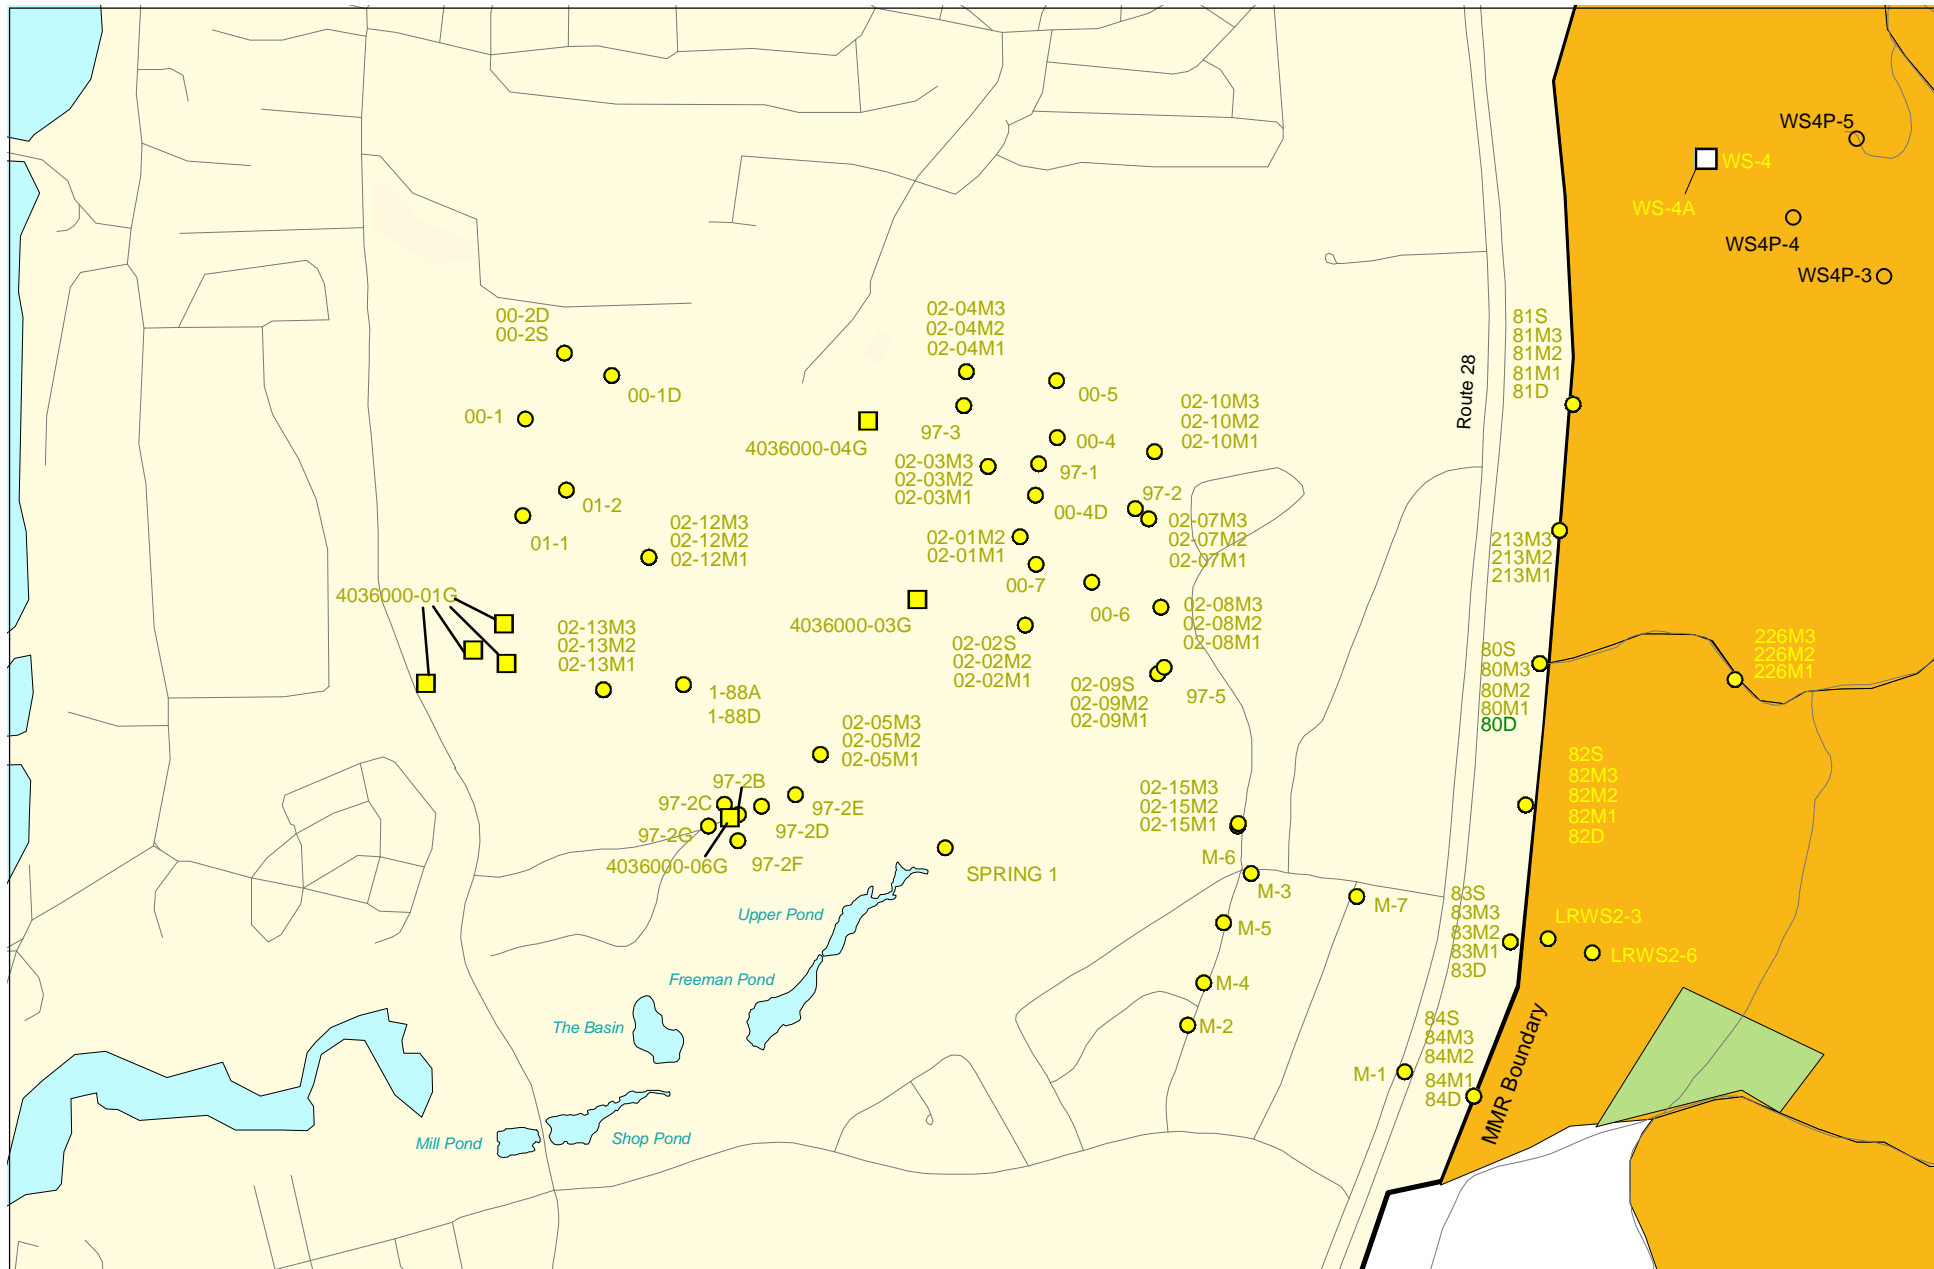 WS4P-5
WS-4
WS-4A
WS4P-4
WS4P-3
00-2D
00-2S
00-1D
00-1
01-2
01-1
02-12M3
02-12M2
02-12M1
4036000-01G
02-13M3
02-13M2
02-13M1
1-88A
1-88D
02-04M3
02-04M2
02-04M1
97-3
4036000-04G
02-03M3
02-03M2
02-03M1
00-5
00-4
97-1
00-4D
02-10M3
02-10M2
02-10M1
97-2
02-07M3
02-07M2
02-07M1
02-01M2
02-01M1
00-7
00-6
4036000-03G
02-02S
02-02M2
02-02M1
02-08M3
02-08M2
02-08M1
02-09S
02-09M2
02-09M1
97-5
Route 28
81S
81M3
81M2
81M1
81D
213M3
213M2
213M1
80S
80M3
80M2
80M1
80D
226M3
226M2
226M1
82S
82M3
82M2
82M1
82D
02-05M3
02-05M2
02-05M1
97-2B
97-2C
97-2E
97-2D
97-2G
97-2F
4036000-06G
SPRING 1
02-15M3
02-15M2
02-15M1
M-6
M-3
M-7
M-5
M-4
M-2
M-1
83S
83M3
83M2
83M1
83D
LRWS2-3
LRWS2-6
84S
84M3
84M2
84M1
84D
MMR Boundary
Upper Pond
Freeman Pond
The Basin
Mill Pond
Shop Pond